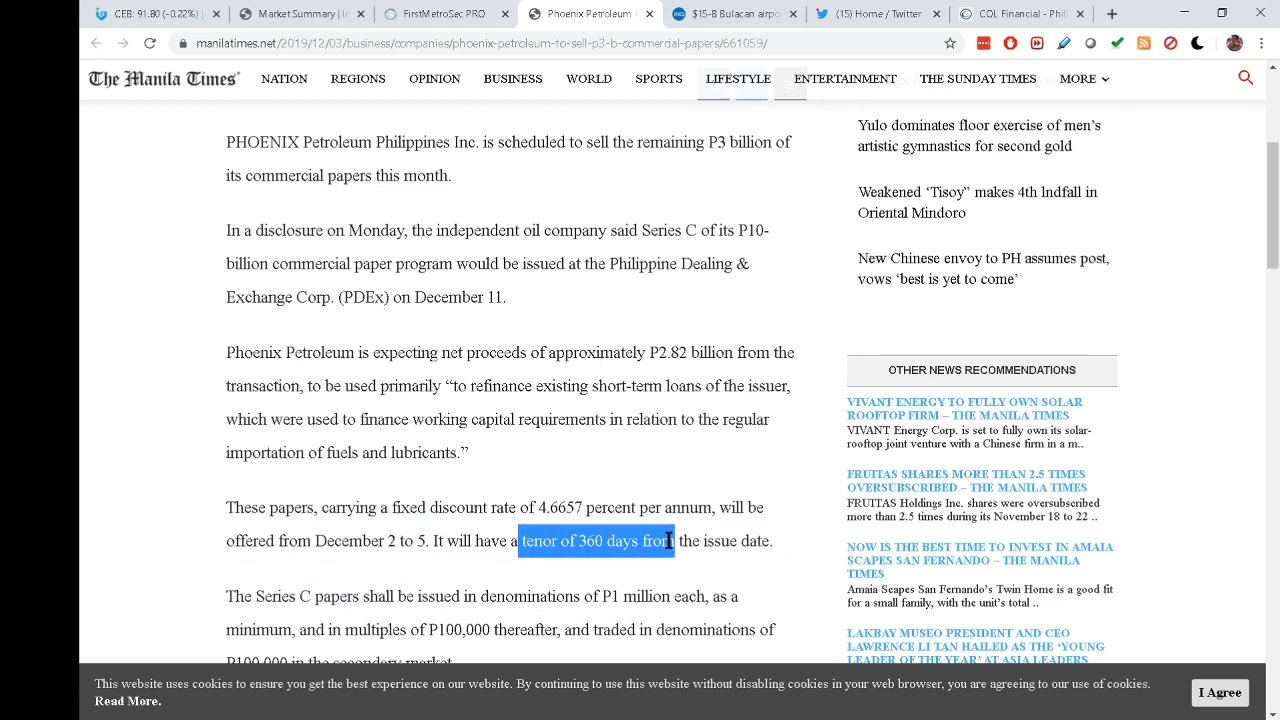 CEB: 91.80 (-0.82%)
Market Summary | In
FirstMetroSec PRO
Phoenix Petroleum t
$15-B Bulacan airpo
(15) Home / Twitter
COL Financial - Phil
manilatimes.net/2019/12/03/business/companies/phoenix-petroleum-to-sell-p3-b-commercial-papers/661059/
The Manila Times
NATION
REGIONS
OPINION
BUSINESS
WORLD
SPORTS
LIFESTYLE
ENTERTAINMENT
THE SUNDAY TIMES
MORE
PHOENIX Petroleum Philippines Inc. is scheduled to sell the remaining P3 billion of
its commercial papers this month.
In a disclosure on Monday, the independent oil company said Series C of its P10-
billion commercial paper program would be issued at the Philippine Dealing &
Exchange Corp. (PDEx) on December 11.
Phoenix Petroleum is expecting net proceeds of approximately P2.82 billion from the
transaction, to be used primarily “to refinance existing short-term loans of the issuer,
which were used to finance working capital requirements in relation to the regular
importation of fuels and lubricants.”
These papers, carrying a fixed discount rate of 4.6657 percent per annum, will be
offered from December 2 to 5. It will have a tenor of 360 days from the issue date.
The Series C papers shall be issued in denominations of P1 million each, as a
minimum, and in multiples of P100,000 thereafter, and traded in denominations of
P100,000 in the secondary market.
Yulo dominates floor exercise of men’s
artistic gymnastics for second gold
Weakened ‘Tisoy” makes 4th lndfall in
Oriental Mindoro
New Chinese envoy to PH assumes post,
vows ‘best is yet to come’
OTHER NEWS RECOMMENDATIONS
VIVANT ENERGY TO FULLY OWN SOLAR
ROOFTOP FIRM – THE MANILA TIMES
VIVANT Energy Corp. is set to fully own its solar-
rooftop joint venture with a Chinese firm in a m..
FRUITAS SHARES MORE THAN 2.5 TIMES
OVERSUBSCRIBED – THE MANILA TIMES
FRUITAS Holdings Inc. shares were oversubscribed
more than 2.5 times during its November 18 to 22 ..
NOW IS THE BEST TIME TO INVEST IN AMAIA
SCAPES SAN FERNANDO – THE MANILA
TIMES
Amaia Scapes San Fernando’s Twin Home is a good fit
for a small family, with the unit’s total ..
LAKBAY MUSEO PRESIDENT AND CEO
LAWRENCE LI TAN HAILED AS THE ‘YOUNG
LEADER OF THE YEAR’ AT ASIA LEADERS
This website uses cookies to ensure you get the best experience on our website. By continuing to use this website without disabling cookies in your web browser, you are agreeing to our use of cookies.
Read More.
I Agree